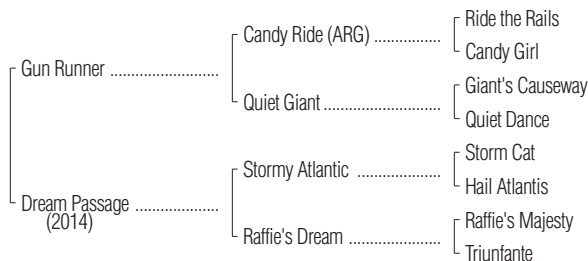 Ride the Rails
Candy Ride (ARG) ..................
Candy Girl
Gun Runner ........................
Giant's Causeway
Quiet Giant ..........................
Quiet Dance
Storm Cat
Stormy Atlantic ..................
Hail Atlantis
Dream Passage ..................
(2014)
Raffie's Majesty
Raffie's Dream ..................
Triunfante